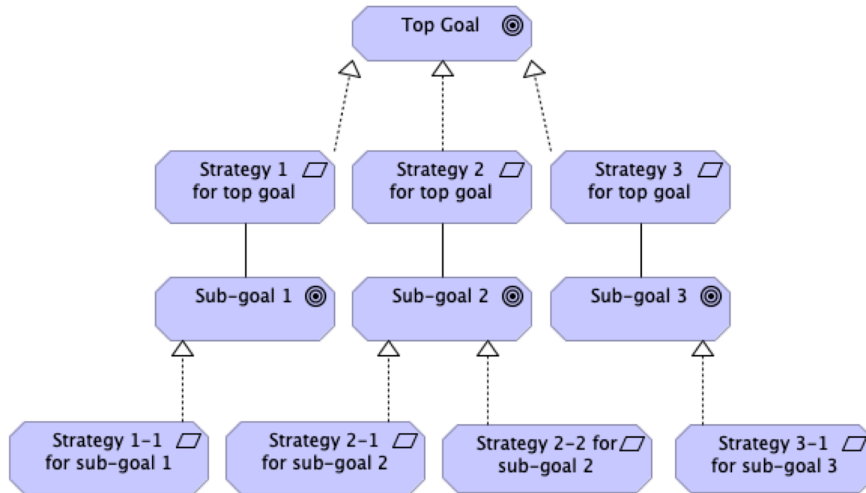 Top Goal
Strategy 1
for top goal
Strategy 2
for top goal
Strategy 3
for top goal
Sub-goal 1
Sub-goal 2
Sub-goal 3
Strategy 1-1
for sub-goal 1
Strategy 2-1
for sub-goal 2
Strategy 2-2 for
sub-goal 2
Strategy 3-1
for sub-goal 3